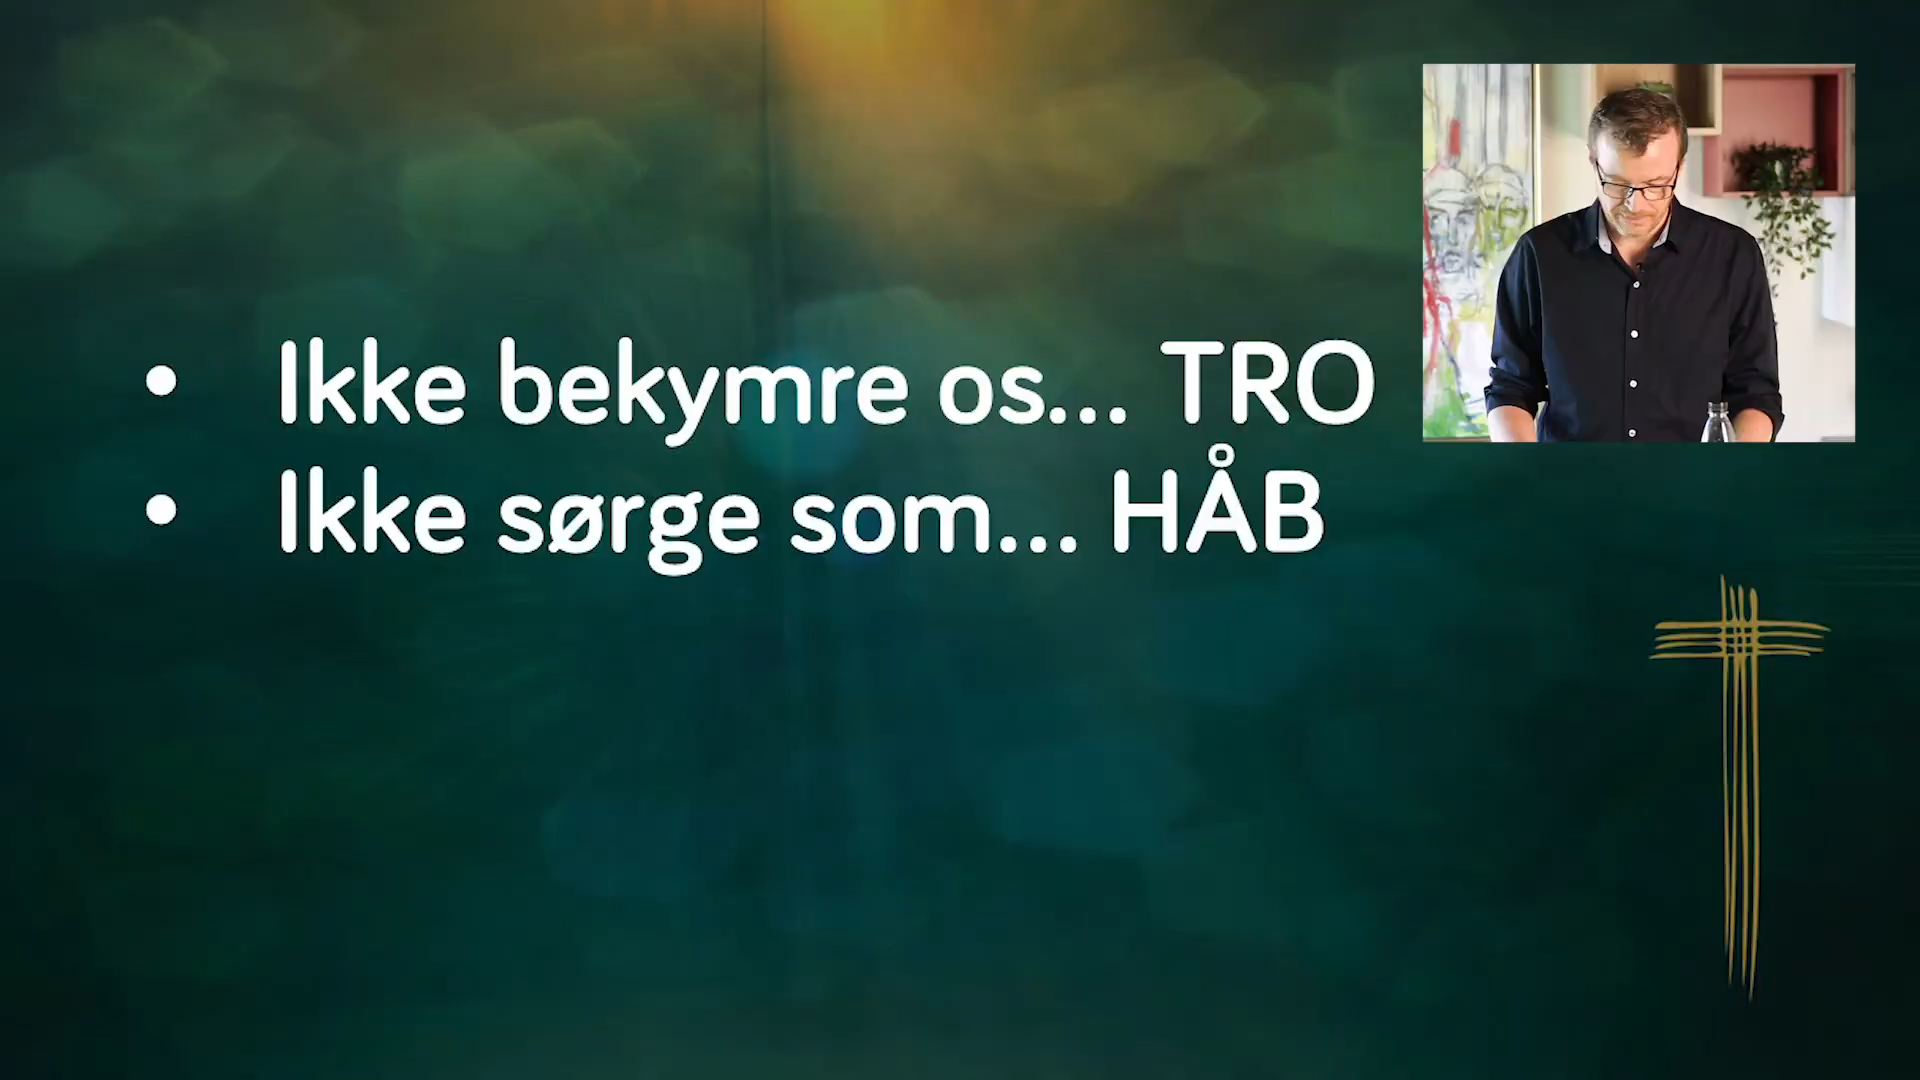 • Ikke bekymre os... TRO
• Ikke sørge som... HÅB